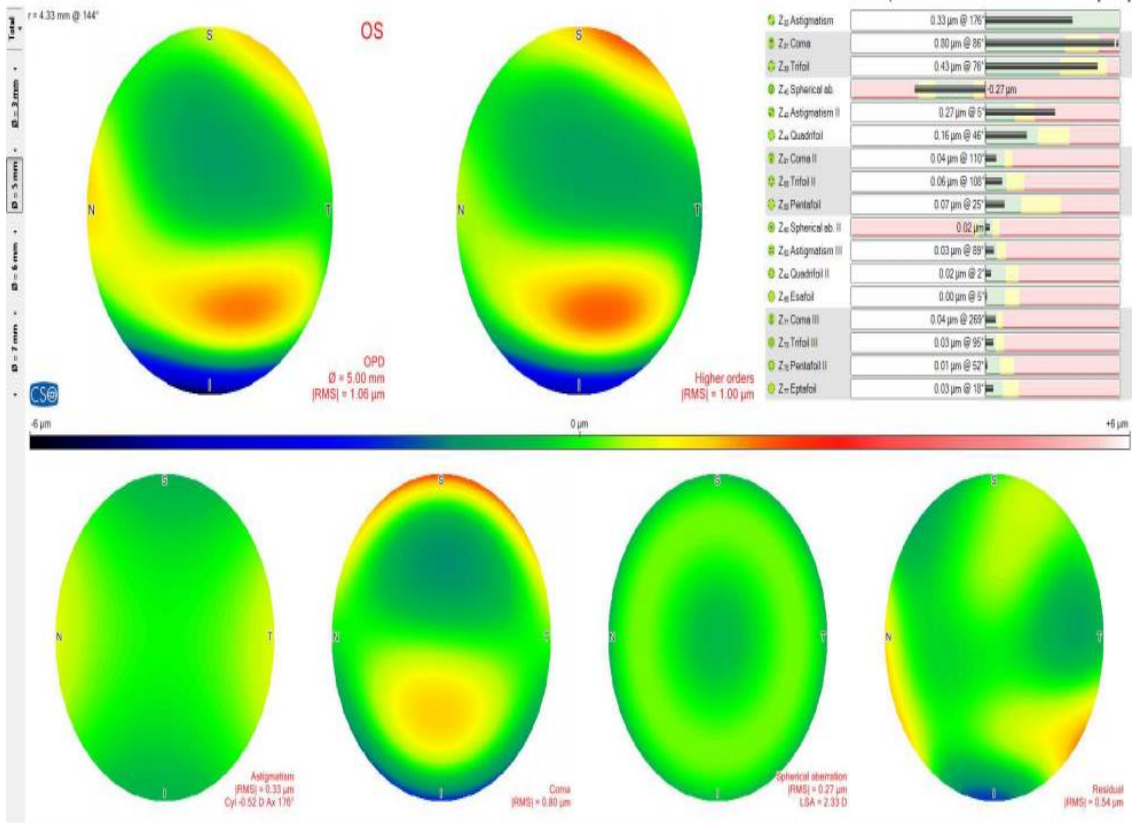 Total
Ø = 3 mm
Ø = 5 mm
Ø = 6 mm
Ø = 7 mm
r = 4.33 mm @ 144°
OS
S
N
T
I
OPD
Ø = 5.00 mm
|RMS| = 1.06 µm
S
N
T
I
Higher orders
|RMS| = 1.00 µm
CSO
Z₂₂ Astigmatism 0.33 µm @ 176°
Z₃₁ Coma 0.80 µm @ 86°
Z₃₃ Trifoil 0.43 µm @ 76°
Z₄₀ Spherical ab. -0.27 µm
Z₄₂ Astigmatism II 0.27 µm @ 5°
Z₄₄ Quadrifoil 0.16 µm @ 46°
Z₅₁ Coma II 0.04 µm @ 110°
Z₅₃ Trifoil II 0.06 µm @ 108°
Z₅₅ Pentafoil 0.07 µm @ 25°
Z₆₀ Spherical ab. II 0.02 µm
Z₆₂ Astigmatism III 0.03 µm @ 89°
Z₆₄ Quadrifoil II 0.02 µm @ 2°
Z₆₆ Esafoil 0.00 µm @ 5°
Z₇₁ Coma III 0.04 µm @ 269°
Z₇₃ Trifoil III 0.03 µm @ 95°
Z₇₅ Pentafoil II 0.01 µm @ 52°
Z₇₇ Eptafoil 0.03 µm @ 18°
-6 µm 0 µm +6 µm
S
N
T
I
Astigmatism
|RMS| = 0.33 µm
Cyl -0.52 D Ax 176°
S
N
T
I
Coma
|RMS| = 0.80 µm
S
N
T
I
Spherical aberration
|RMS| = 0.27 µm
LSA = 2.33 D
S
N
T
I
Residual
|RMS| = 0.54 µm